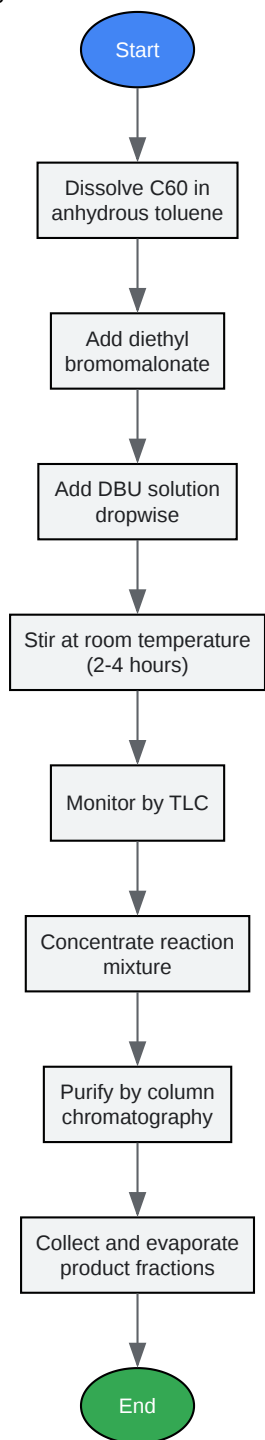 Start
Dissolve C60 in
anhydrous toluene
Add diethyl
bromomalonate
Add DBU solution
dropwise
Stir at room temperature
(2-4 hours)
Monitor by TLC
Concentrate reaction
mixture
Purify by column
chromatography
Collect and evaporate
product fractions
End